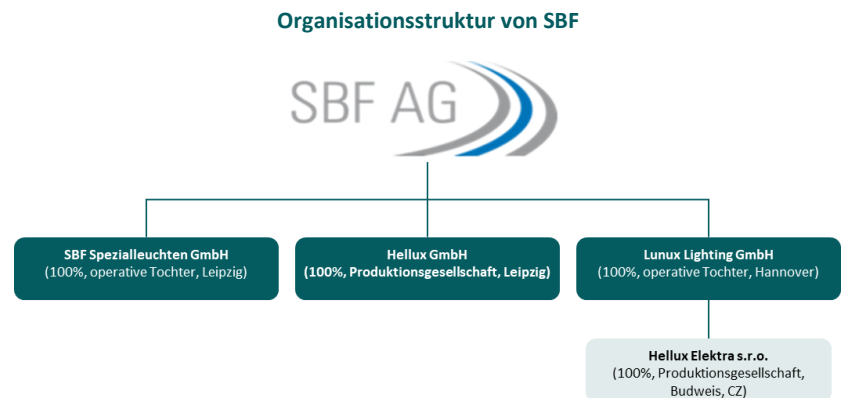 Organisationsstruktur von SBF
SBF AG
SBF Spezialleuchten GmbH
(100%, operative Tochter, Leipzig)
Hellux GmbH
(100%, Produktionsgesellschaft, Leipzig)
Lunux Lighting GmbH
(100%, operative Tochter, Hannover)
Hellux Elektra s.r.o.
(100%, Produktionsgesellschaft,
Budweis, CZ)